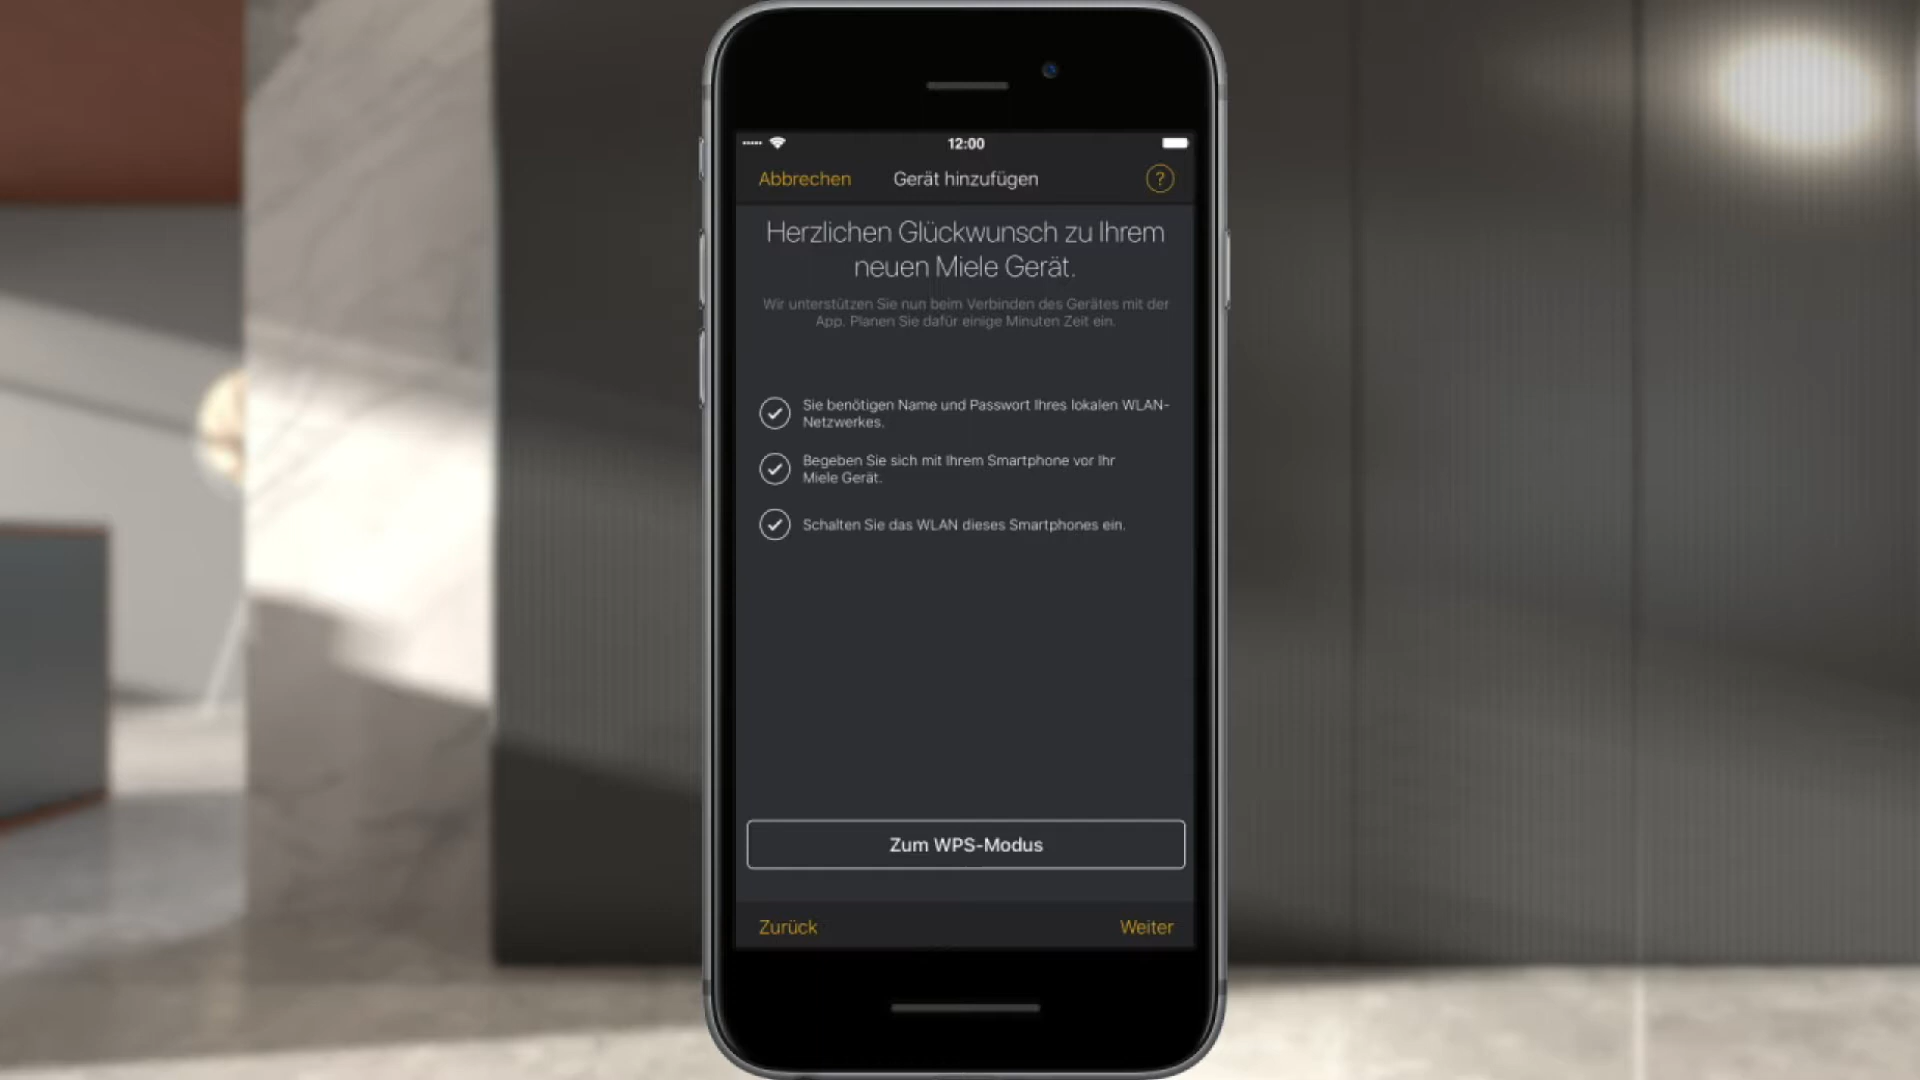 12:00
Abbrechen Gerät hinzufügen ?
Herzlichen Glückwunsch zu Ihrem
neuen Miele Gerät.
Wir unterstützen Sie nun beim Verbinden des Gerätes mit der
App. Planen Sie dafür einige Minuten Zeit ein.
Sie benötigen Name und Passwort Ihres lokalen WLAN-
Netzwerkes.
Begeben Sie sich mit Ihrem Smartphone vor Ihr
Miele Gerät.
Schalten Sie das WLAN dieses Smartphones ein.
Zum WPS-Modus
Zurück Weiter